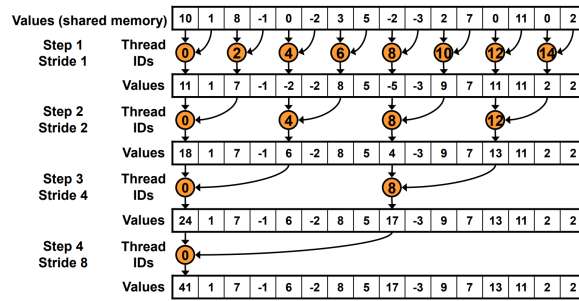 Values (shared memory) 10 1 8 -1 0 -2 3 5 -2 -3 2 7 0 11 0 2
Step 1 Thread
Stride 1 IDs 0 2 4 6 8 10 12 14
Values 11 1 7 -1 -2 -2 8 5 -5 -3 9 7 11 11 2 2
Step 2 Thread
Stride 2 IDs 0 4 8 12
Values 18 1 7 -1 6 -2 8 5 4 -3 9 7 13 11 2 2
Step 3 Thread
Stride 4 IDs 0 8
Values 24 1 7 -1 6 -2 8 5 17 -3 9 7 13 11 2 2
Step 4 Thread
Stride 8 IDs 0
Values 41 1 7 -1 6 -2 8 5 17 -3 9 7 13 11 2 2